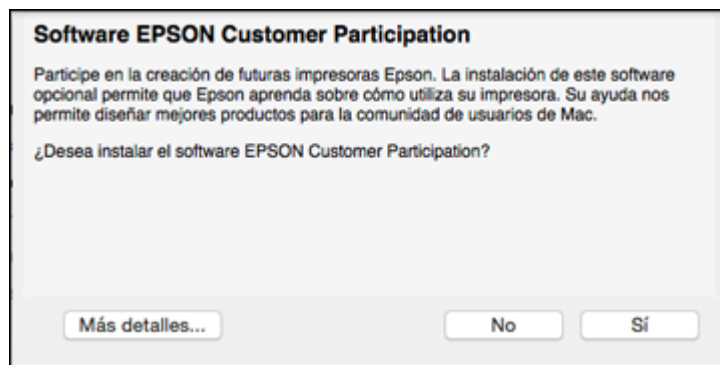 Software EPSON Customer Participation
Participe en la creación de futuras impresoras Epson. La instalación de este software
opcional permite que Epson aprenda sobre cómo utiliza su impresora. Su ayuda nos
permite diseñar mejores productos para la comunidad de usuarios de Mac.
¿Desea instalar el software EPSON Customer Participation?
Más detalles... No Sí